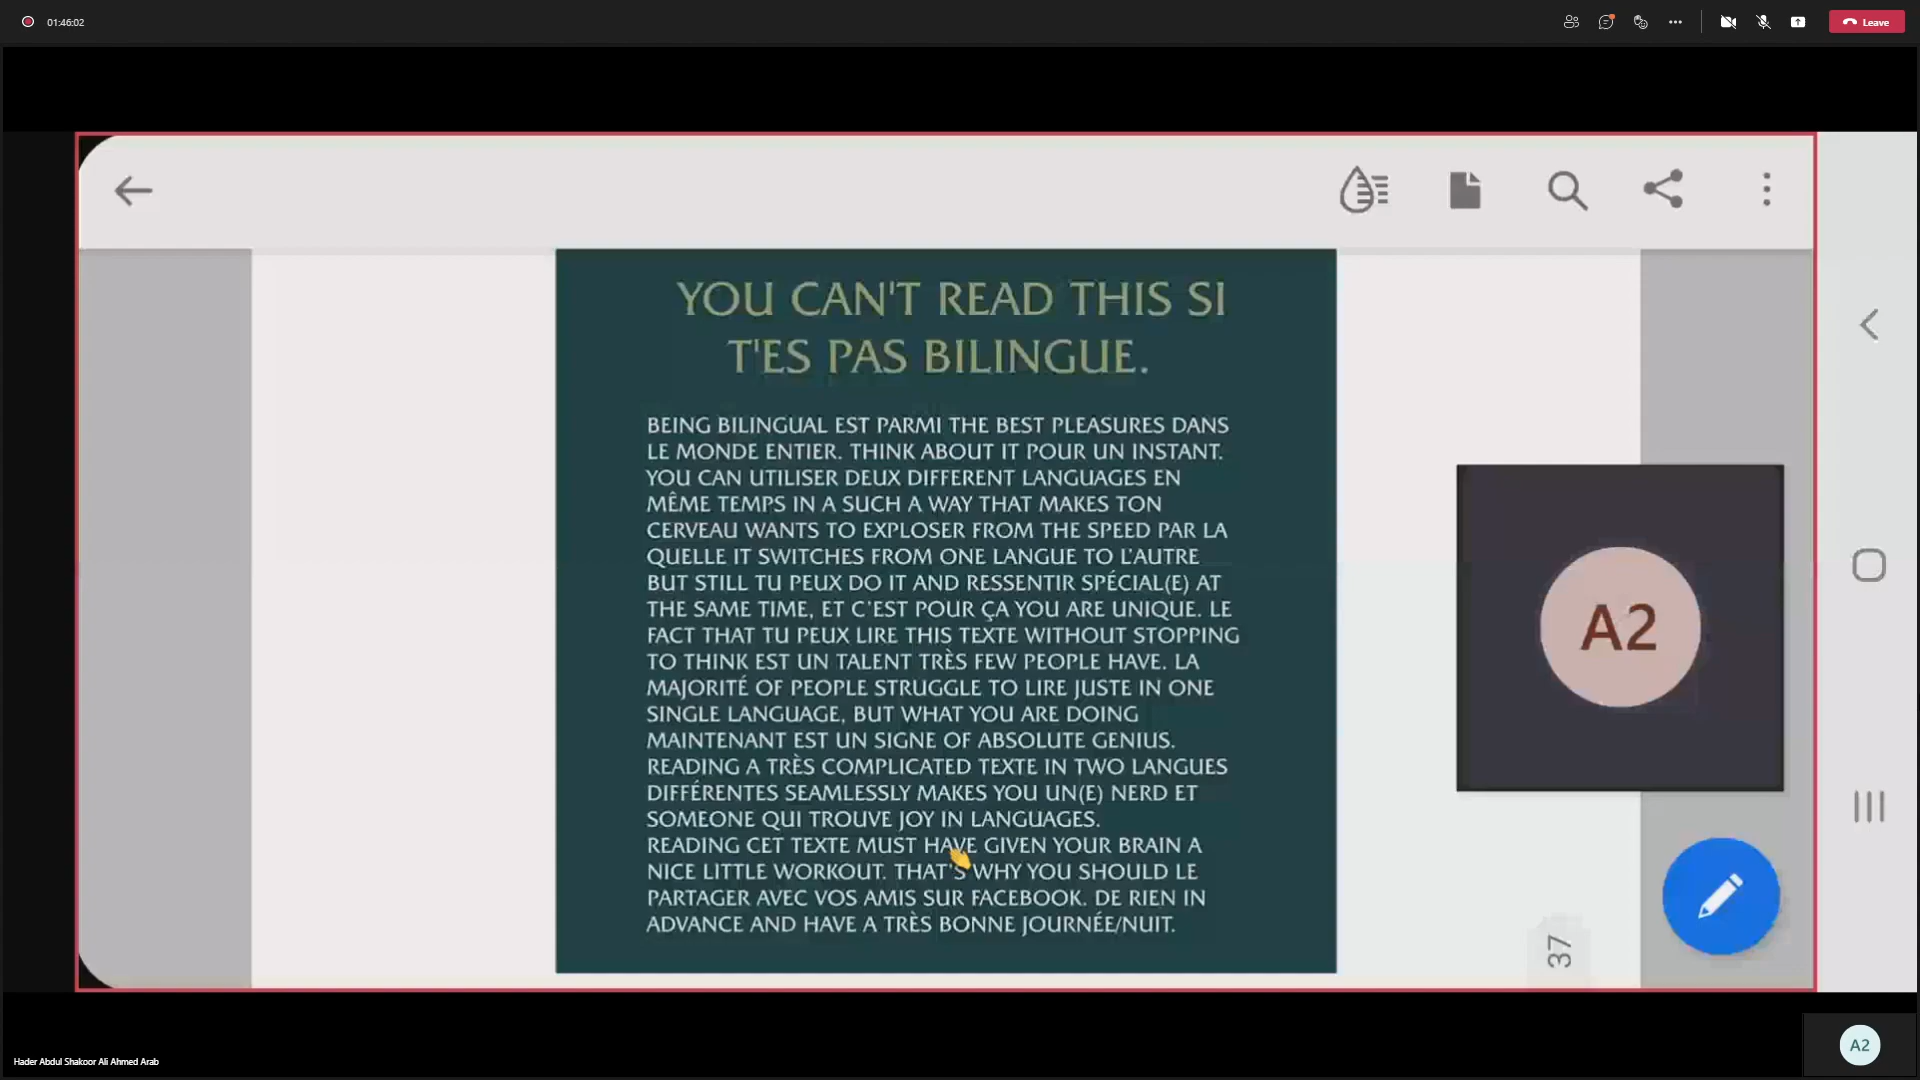 01:46:02
Leave
YOU CAN'T READ THIS SI
T'ES PAS BILINGUE.
BEING BILINGUAL EST PARMI THE BEST PLEASURES DANS
LE MONDE ENTIER. THINK ABOUT IT POUR UN INSTANT.
YOU CAN UTILISER DEUX DIFFERENT LANGUAGES EN
MÊME TEMPS IN A SUCH A WAY THAT MAKES TON
CERVEAU WANTS TO EXPLOSER FROM THE SPEED PAR LA
QUELLE IT SWITCHES FROM ONE LANGUE TO L'AUTRE
BUT STILL TU PEUX DO IT AND RESSENTIR SPÉCIAL(E) AT
THE SAME TIME, ET C'EST POUR ÇA YOU ARE UNIQUE. LE
FACT THAT TU PEUX LIRE THIS TEXTE WITHOUT STOPPING
TO THINK EST UN TALENT TRÈS FEW PEOPLE HAVE. LA
MAJORITÉ OF PEOPLE STRUGGLE TO LIRE JUSTE IN ONE
SINGLE LANGUAGE, BUT WHAT YOU ARE DOING
MAINTENANT EST UN SIGNE OF ABSOLUTE GENIUS.
READING A TRÈS COMPLICATED TEXTE IN TWO LANGUES
DIFFÉRENTES SEAMLESSLY MAKES YOU UN(E) NERD ET
SOMEONE QUI TROUVE JOY IN LANGUAGES.
READING CET TEXTE MUST HAVE GIVEN YOUR BRAIN A
NICE LITTLE WORKOUT. THAT'S WHY YOU SHOULD LE
PARTAGER AVEC VOS AMIS SUR FACEBOOK. DE RIEN IN
ADVANCE AND HAVE A TRÈS BONNE JOURNÉE/NUIT.
A2
37
Hader Abdul Shakoor Ali Ahmed Arab
A2